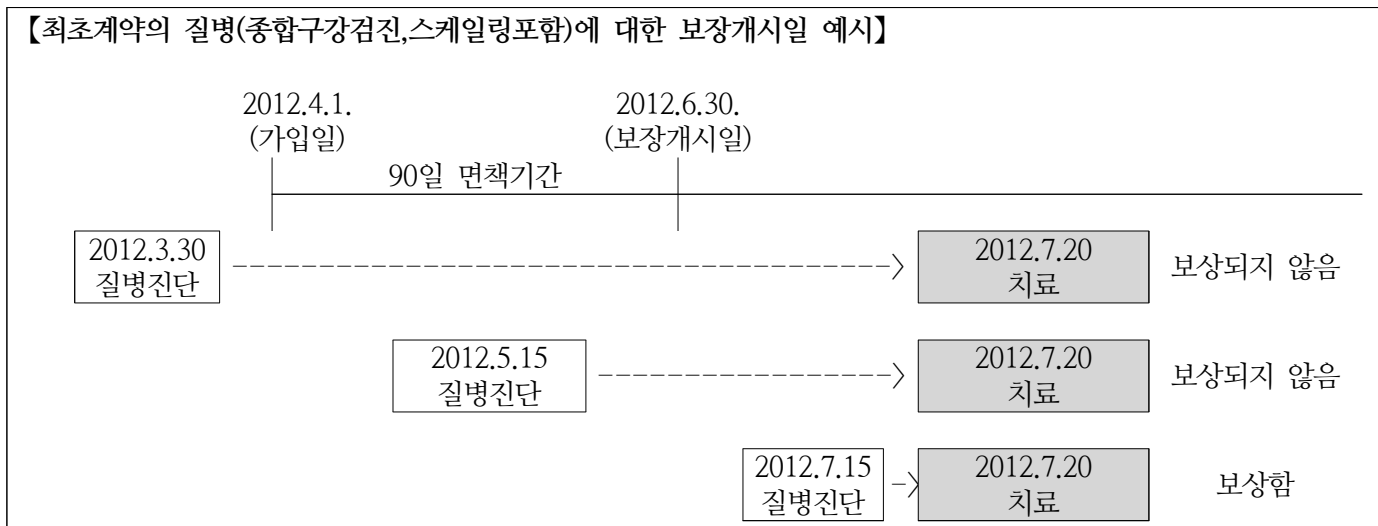 【최초계약의 질병(종합구강검진,스케일링포함)에 대한 보장개시일 예시】
2012.4.1.
(가입일)
2012.6.30.
(보장개시일)
90일 면책기간
2012.3.30
질병진단
2012.7.20
치료
보상되지 않음
2012.5.15
질병진단
2012.7.20
치료
보상되지 않음
2012.7.15
질병진단
2012.7.20
치료
보상함